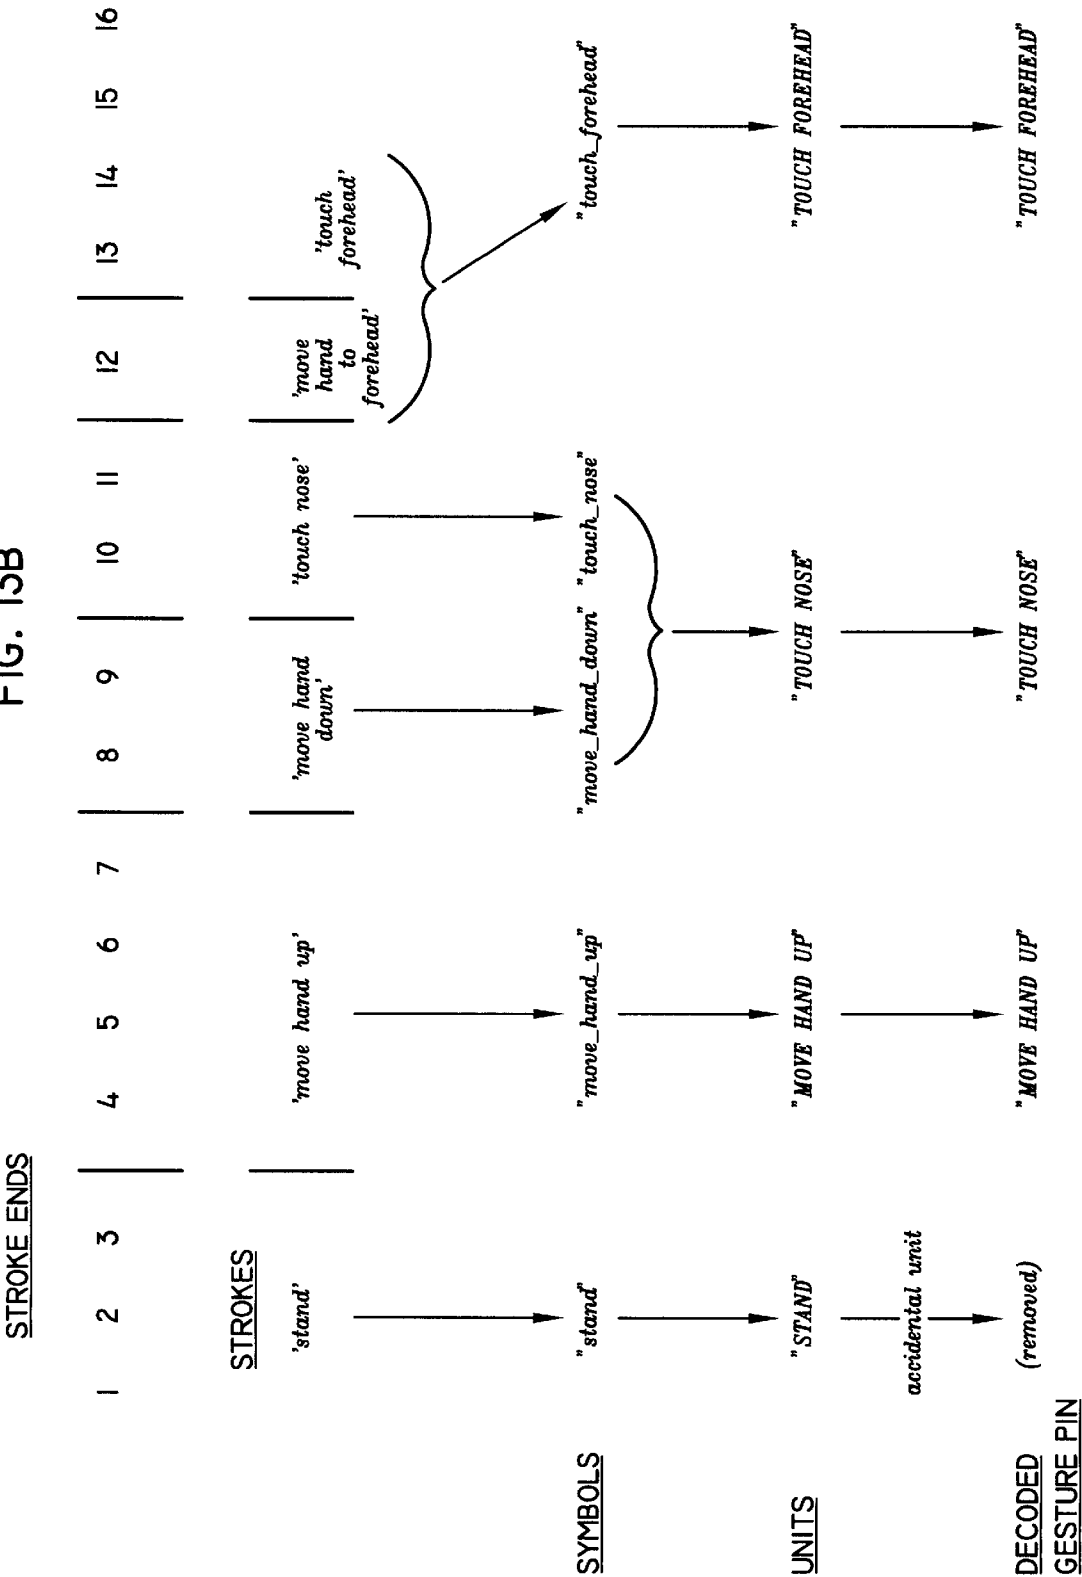 FIG. 13B
STROKE ENDS
1 2 3 4 5 6 7 8 9 10 11 12 13 14 15 16
STROKES
'stand' 'move hand up' 'move hand 'touch nose' 'move 'touch
down' hand forehead'
to
forehead'
SYMBOLS "stand" "move_hand_up" "move_hand_down" "touch_nose" "touch_forehead"
UNITS "STAND" "MOVE HAND UP" "TOUCH NOSE" "TOUCH FOREHEAD"
accidental unit
DECODED (removed) "MOVE HAND UP" "TOUCH NOSE" "TOUCH FOREHEAD"
GESTURE PIN